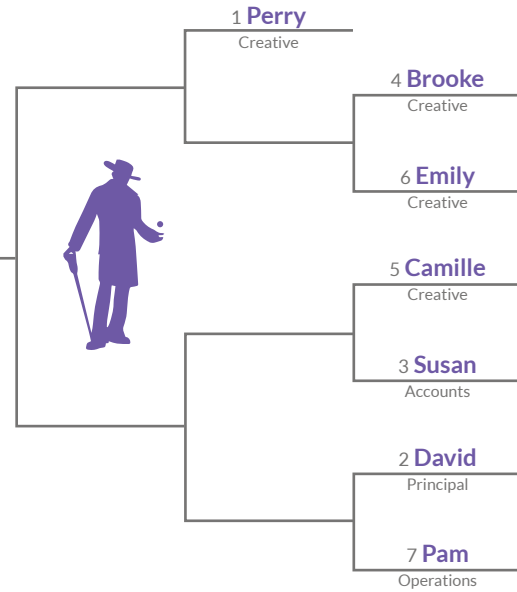 1 Perry
Creative
4 Brooke
Creative
6 Emily
Creative
5 Camille
Creative
3 Susan
Accounts
2 David
Principal
7 Pam
Operations